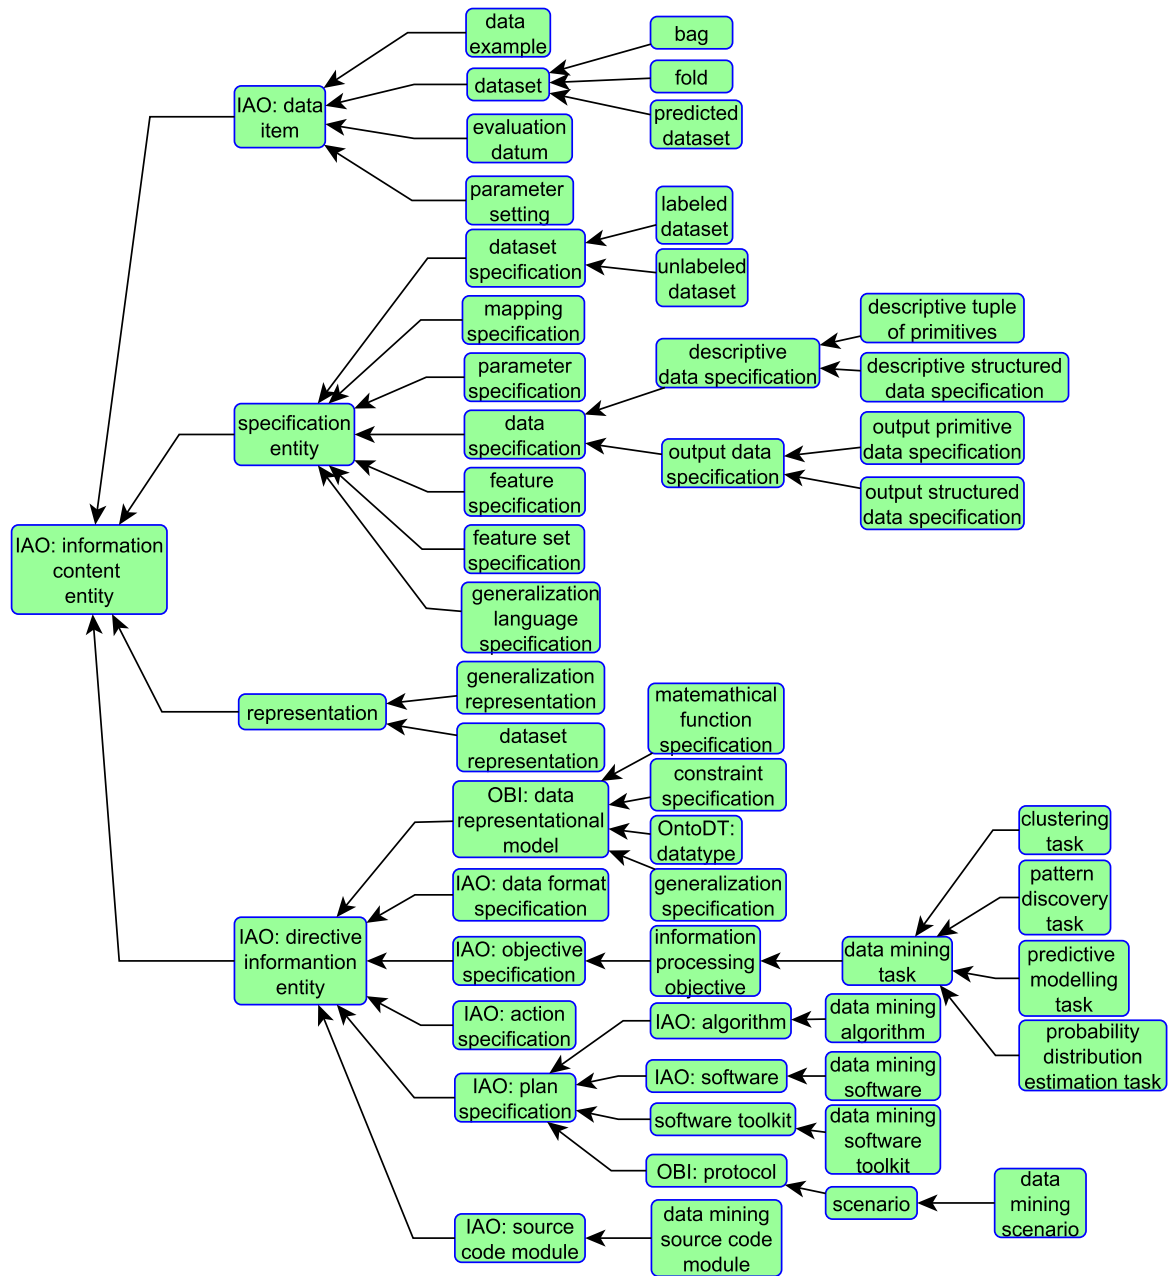 data
example
bag
dataset
fold
IAO: data
item
predicted
dataset
evaluation
datum
parameter
setting
labeled
dataset
dataset
specification
unlabeled
dataset
mapping
specification
descriptive tuple
of primitives
descriptive
data specification
parameter
specification
descriptive structured
data specification
specification
entity
data
specification
output primitive
data specification
output data
specification
feature
specification
output structured
data specification
feature set
specification
IAO: information
content
entity
generalization
language
specification
generalization
representation
representation
dataset
representation
matemathical
function
specification
OBI: data
representational
model
constraint
specification
OntoDT:
datatype
generalization
specification
clustering
task
IAO: data format
specification
pattern
discovery
task
IAO: directive
informantion
entity
IAO: objective
specification
information
processing
objective
data mining
task
predictive
modelling
task
IAO: action
specification
IAO: algorithm
data mining
algorithm
probability
distribution
estimation task
IAO: plan
specification
IAO: software
data mining
software
software toolkit
data mining
software
toolkit
OBI: protocol
scenario
data
mining
scenario
IAO: source
code module
data mining
source code
module